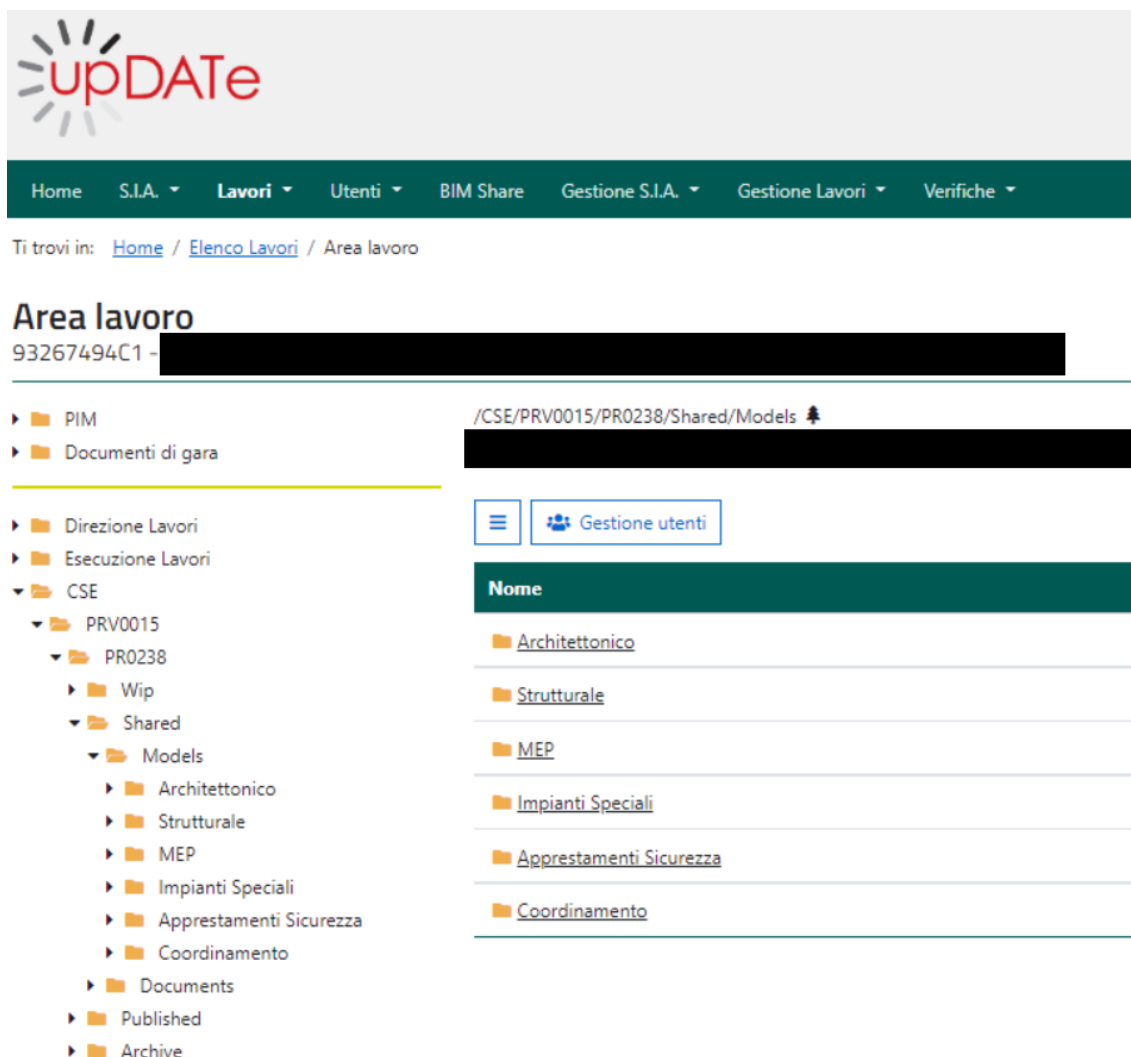 upDATe
Home S.I.A. Lavori Utenti BIM Share Gestione S.I.A. Gestione Lavori Verifiche
Ti trovi in: Home / Elenco Lavori / Area lavoro
Area lavoro
93267494C1 -
PIM
Documenti di gara
Direzione Lavori
Esecuzione Lavori
CSE
PRV0015
PR0238
Wip
Shared
Models
Architettonico
Strutturale
MEP
Impianti Speciali
Apprestamenti Sicurezza
Coordinamento
Documents
Published
Archive
/CSE/PRV0015/PR0238/Shared/Models
Gestione utenti
Nome
Architettonico
Strutturale
MEP
Impianti Speciali
Apprestamenti Sicurezza
Coordinamento